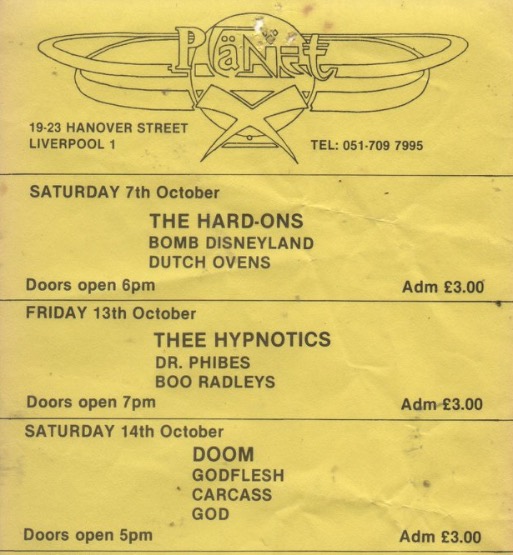 Planet
X
19-23 HANOVER STREET
LIVERPOOL 1
TEL: 051-709 7995
SATURDAY 7th October
THE HARD-ONS
BOMB DISNEYLAND
DUTCH OVENS
Doors open 6pm Adm £3.00
FRIDAY 13th October
THEE HYPNOTICS
DR. PHIBES
BOO RADLEYS
Doors open 7pm Adm £3.00
SATURDAY 14th October
DOOM
GODFLESH
CARCASS
GOD
Doors open 5pm Adm £3.00